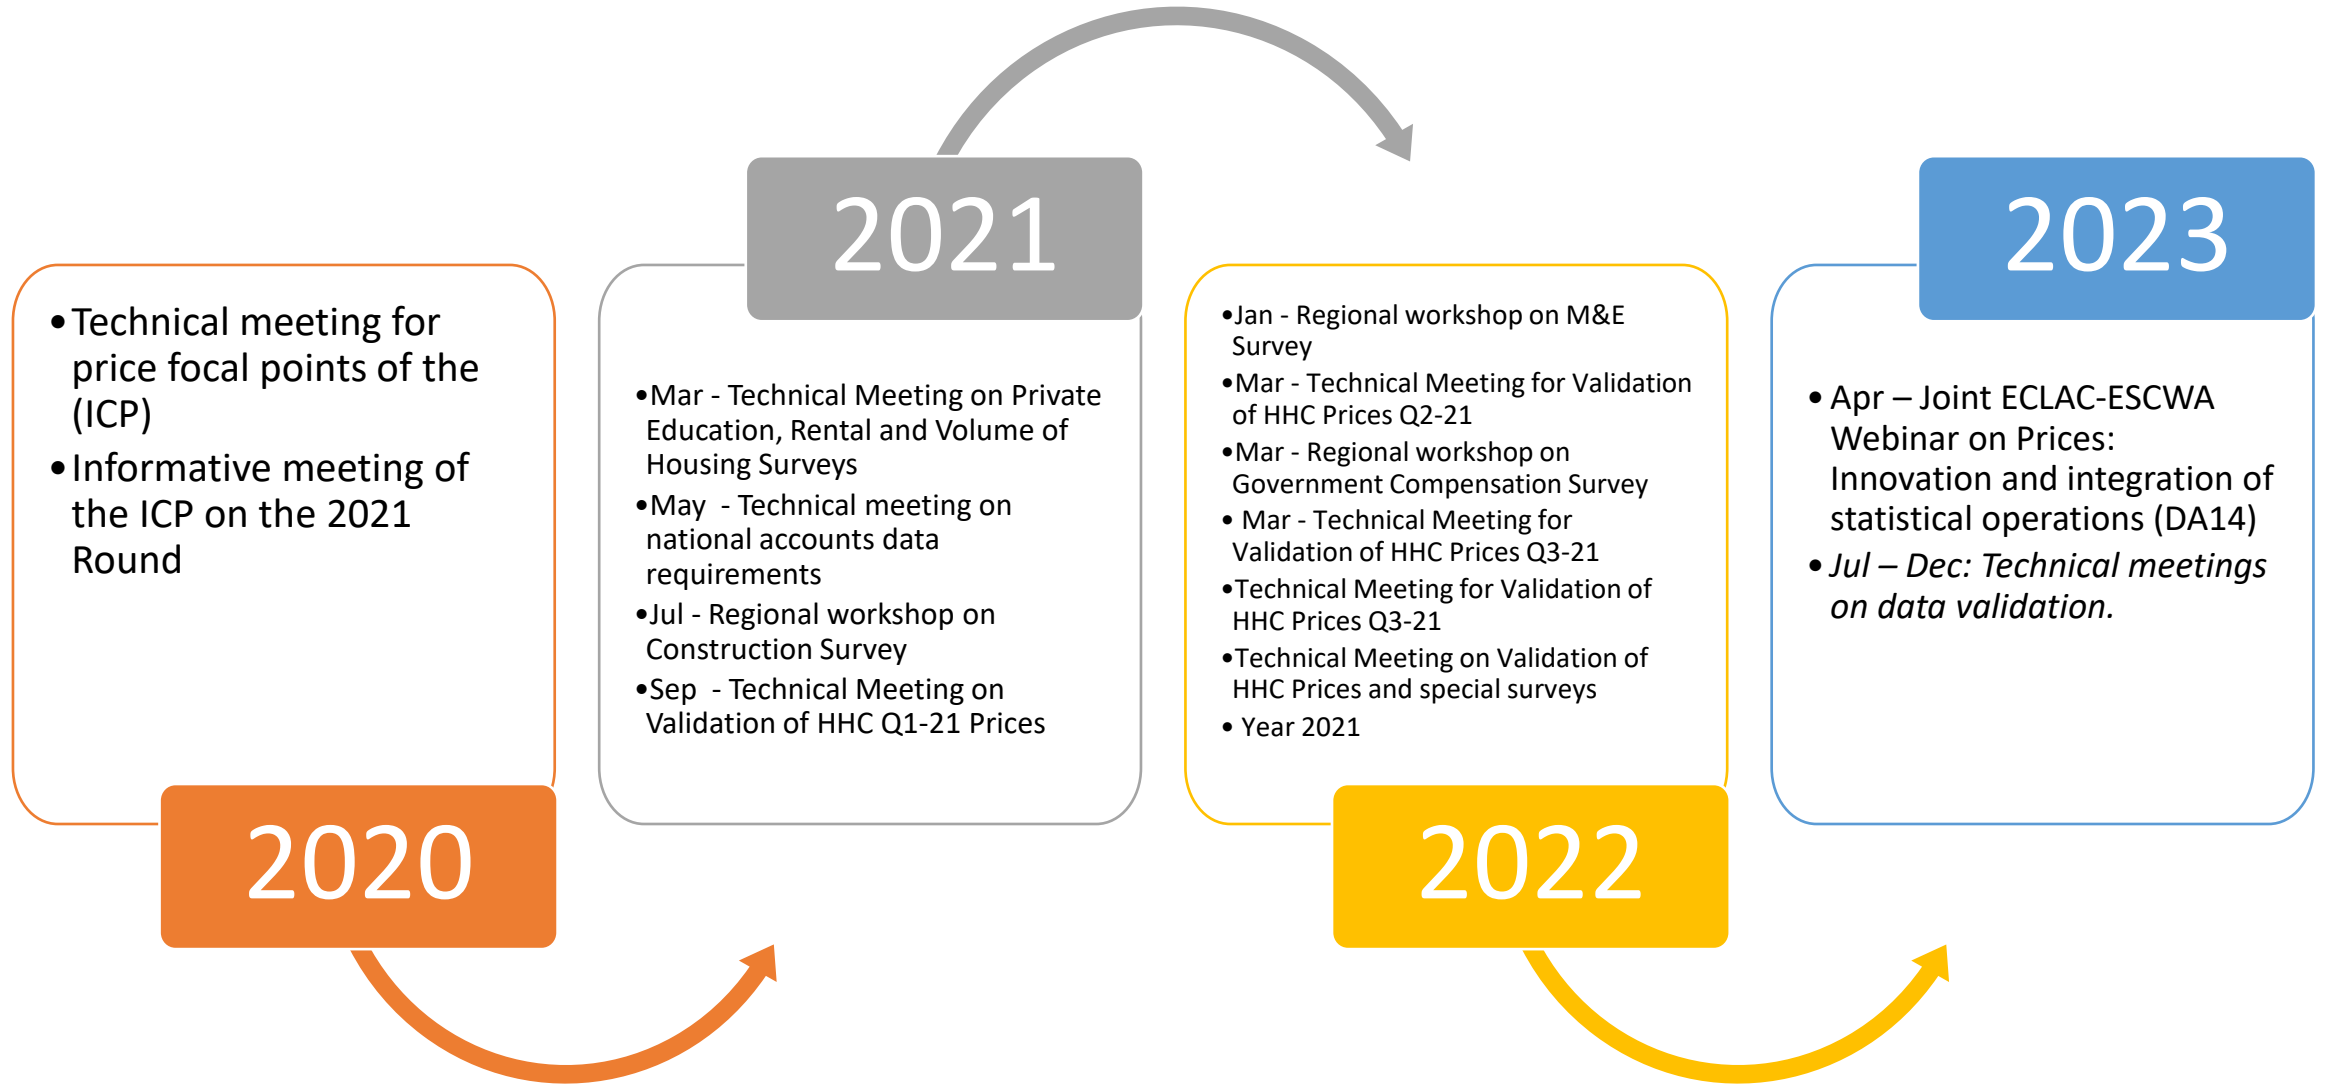 •Technical meeting for
price focal points of the
(ICP)
•Informative meeting of
the ICP on the 2021
Round
2020
2021
•Mar - Technical Meeting on Private
Education, Rental and Volume of
Housing Surveys
•May - Technical meeting on
national accounts data
requirements
•Jul - Regional workshop on
Construction Survey
•Sep - Technical Meeting on
Validation of HHC Q1-21 Prices
•Jan - Regional workshop on M&E
Survey
•Mar - Technical Meeting for Validation
of HHC Prices Q2-21
•Mar - Regional workshop on
Government Compensation Survey
• Mar - Technical Meeting for
Validation of HHC Prices Q3-21
•Technical Meeting for Validation of
HHC Prices Q3-21
•Technical Meeting on Validation of
HHC Prices and special surveys
• Year 2021
2022
2023
• Apr – Joint ECLAC-ESCWA
Webinar on Prices:
Innovation and integration of
statistical operations (DA14)
• Jul – Dec: Technical meetings
on data validation.